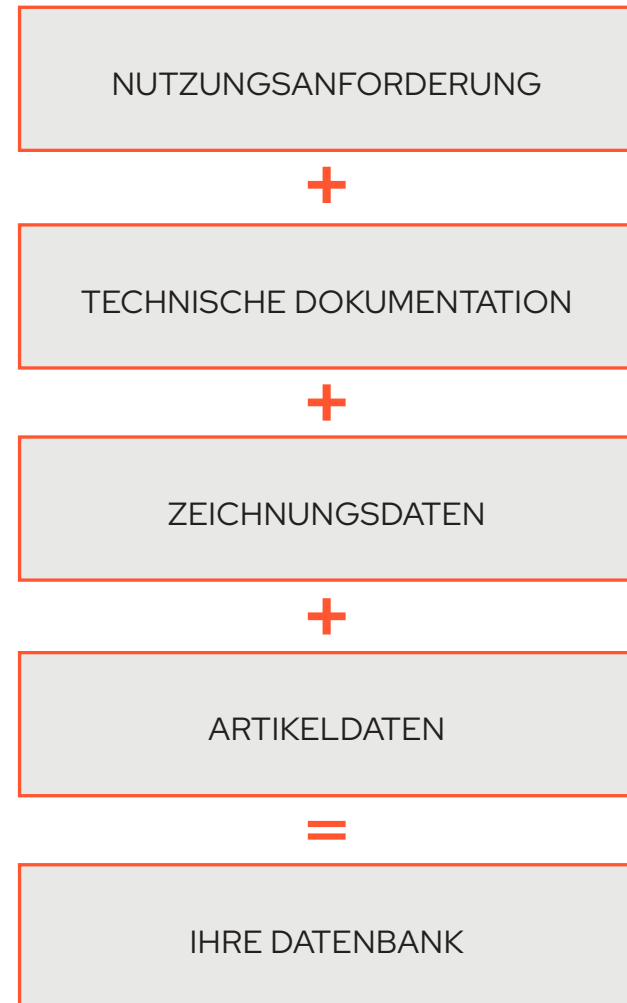 NUTZUNGSANFORDERUNG
+
TECHNISCHE DOKUMENTATION
+
ZEICHNUNGSDATEN
+
ARTIKELDATEN
=
IHRE DATENBANK